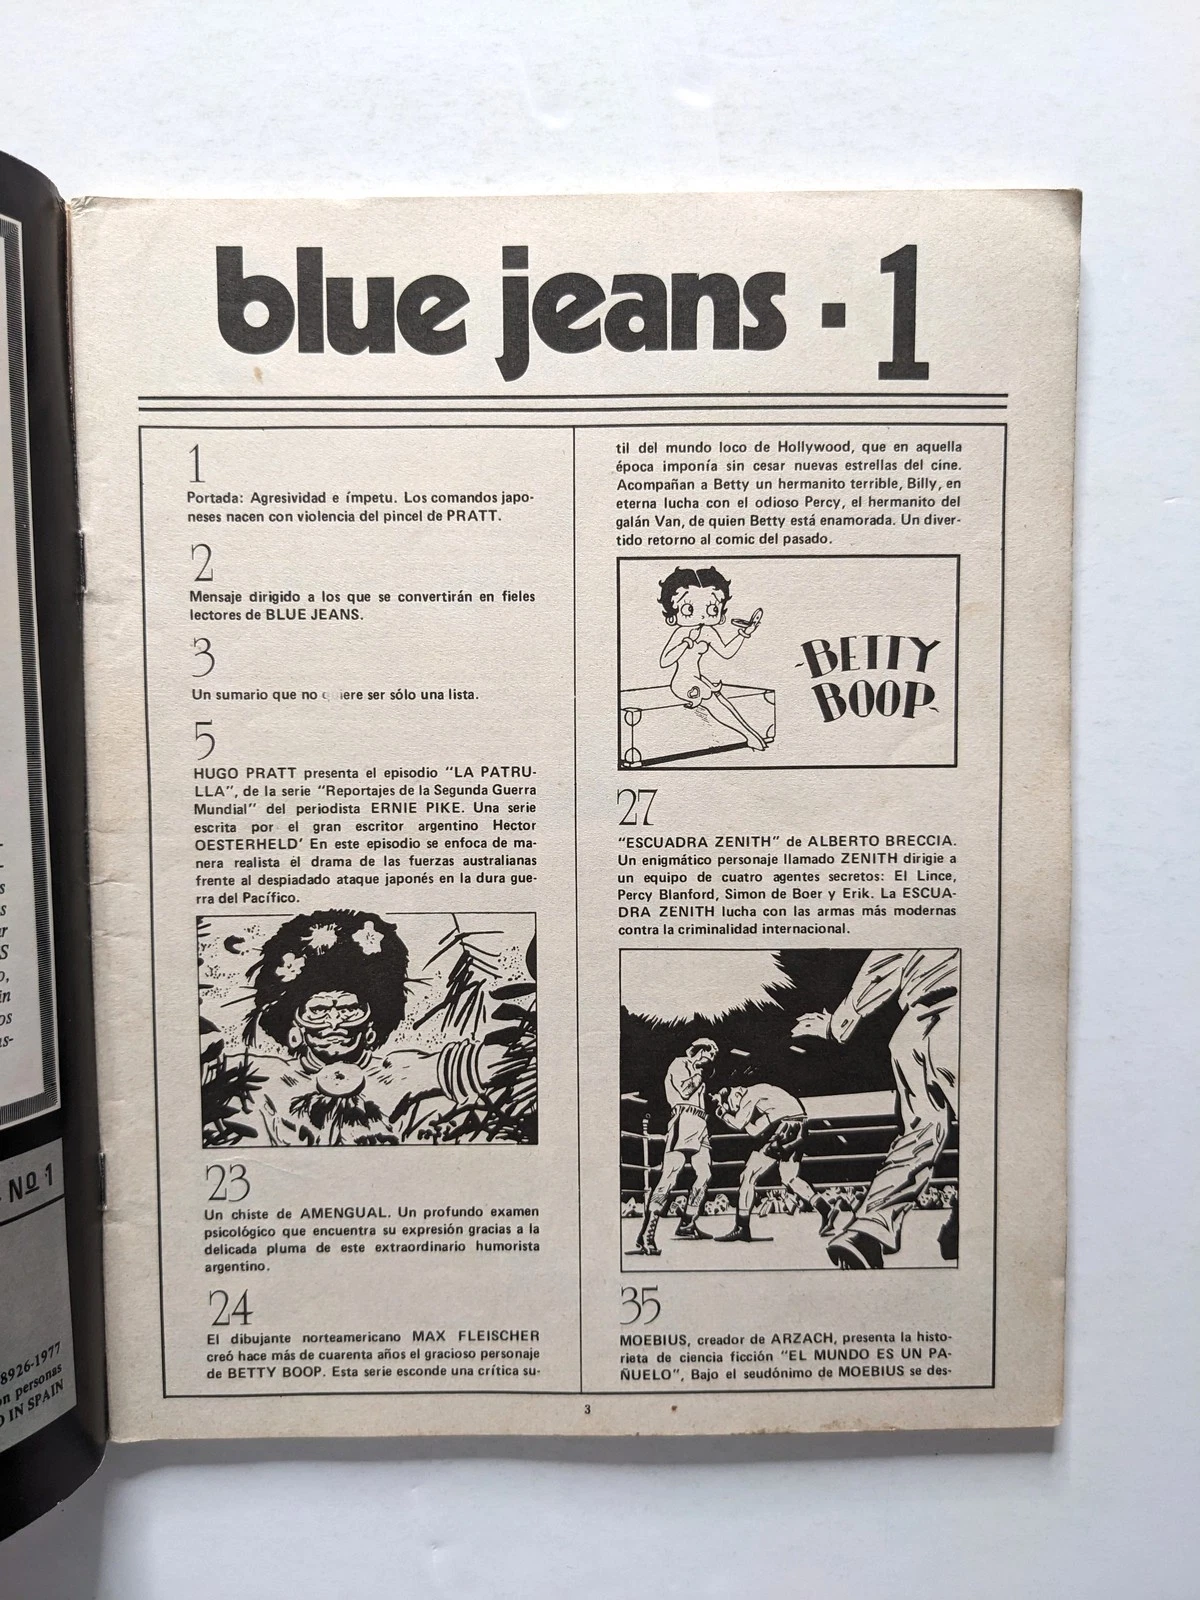 s
s
ar
S
o,
in
os
as-
Nº 1
8926-1977
on personas
D IN SPAIN
blue jeans · 1
1
Portada: Agresividad e ímpetu. Los comandos japo-
neses nacen con violencia del pincel de PRATT.
2
Mensaje dirigido a los que se convertirán en fieles
lectores de BLUE JEANS.
3
Un sumario que no quiere ser sólo una lista.
5
HUGO PRATT presenta el episodio "LA PATRU-
LLA", de la serie "Reportajes de la Segunda Guerra
Mundial" del periodista ERNIE PIKE. Una serie
escrita por el gran escritor argentino Hector
OESTERHELD' En este episodio se enfoca de ma-
nera realista el drama de las fuerzas australianas
frente al despiadado ataque japonés en la dura gue-
rra del Pacífico.
23
Un chiste de AMENGUAL. Un profundo examen
psicológico que encuentra su expresión gracias a la
delicada pluma de este extraordinario humorista
argentino.
24
El dibujante norteamericano MAX FLEISCHER
creó hace más de cuarenta años el gracioso personaje
de BETTY BOOP. Esta serie esconde una crítica su-
til del mundo loco de Hollywood, que en aquella
época imponía sin cesar nuevas estrellas del cine.
Acompañan a Betty un hermanito terrible, Billy, en
eterna lucha con el odioso Percy, el hermanito del
galán Van, de quien Betty está enamorada. Un diver-
tido retorno al comic del pasado.
-BETTY
BOOP-
27
"ESCUADRA ZENITH" de ALBERTO BRECCIA.
Un enigmático personaje llamado ZENITH dirigie a
un equipo de cuatro agentes secretos: El Lince,
Percy Blanford, Simon de Boer y Erik. La ESCUA-
DRA ZENITH lucha con las armas más modernas
contra la criminalidad internacional.
35
MOEBIUS, creador de ARZACH, presenta la histo-
rieta de ciencia ficción "EL MUNDO ES UN PA-
ÑUELO", Bajo el seudónimo de MOEBIUS se des-
3